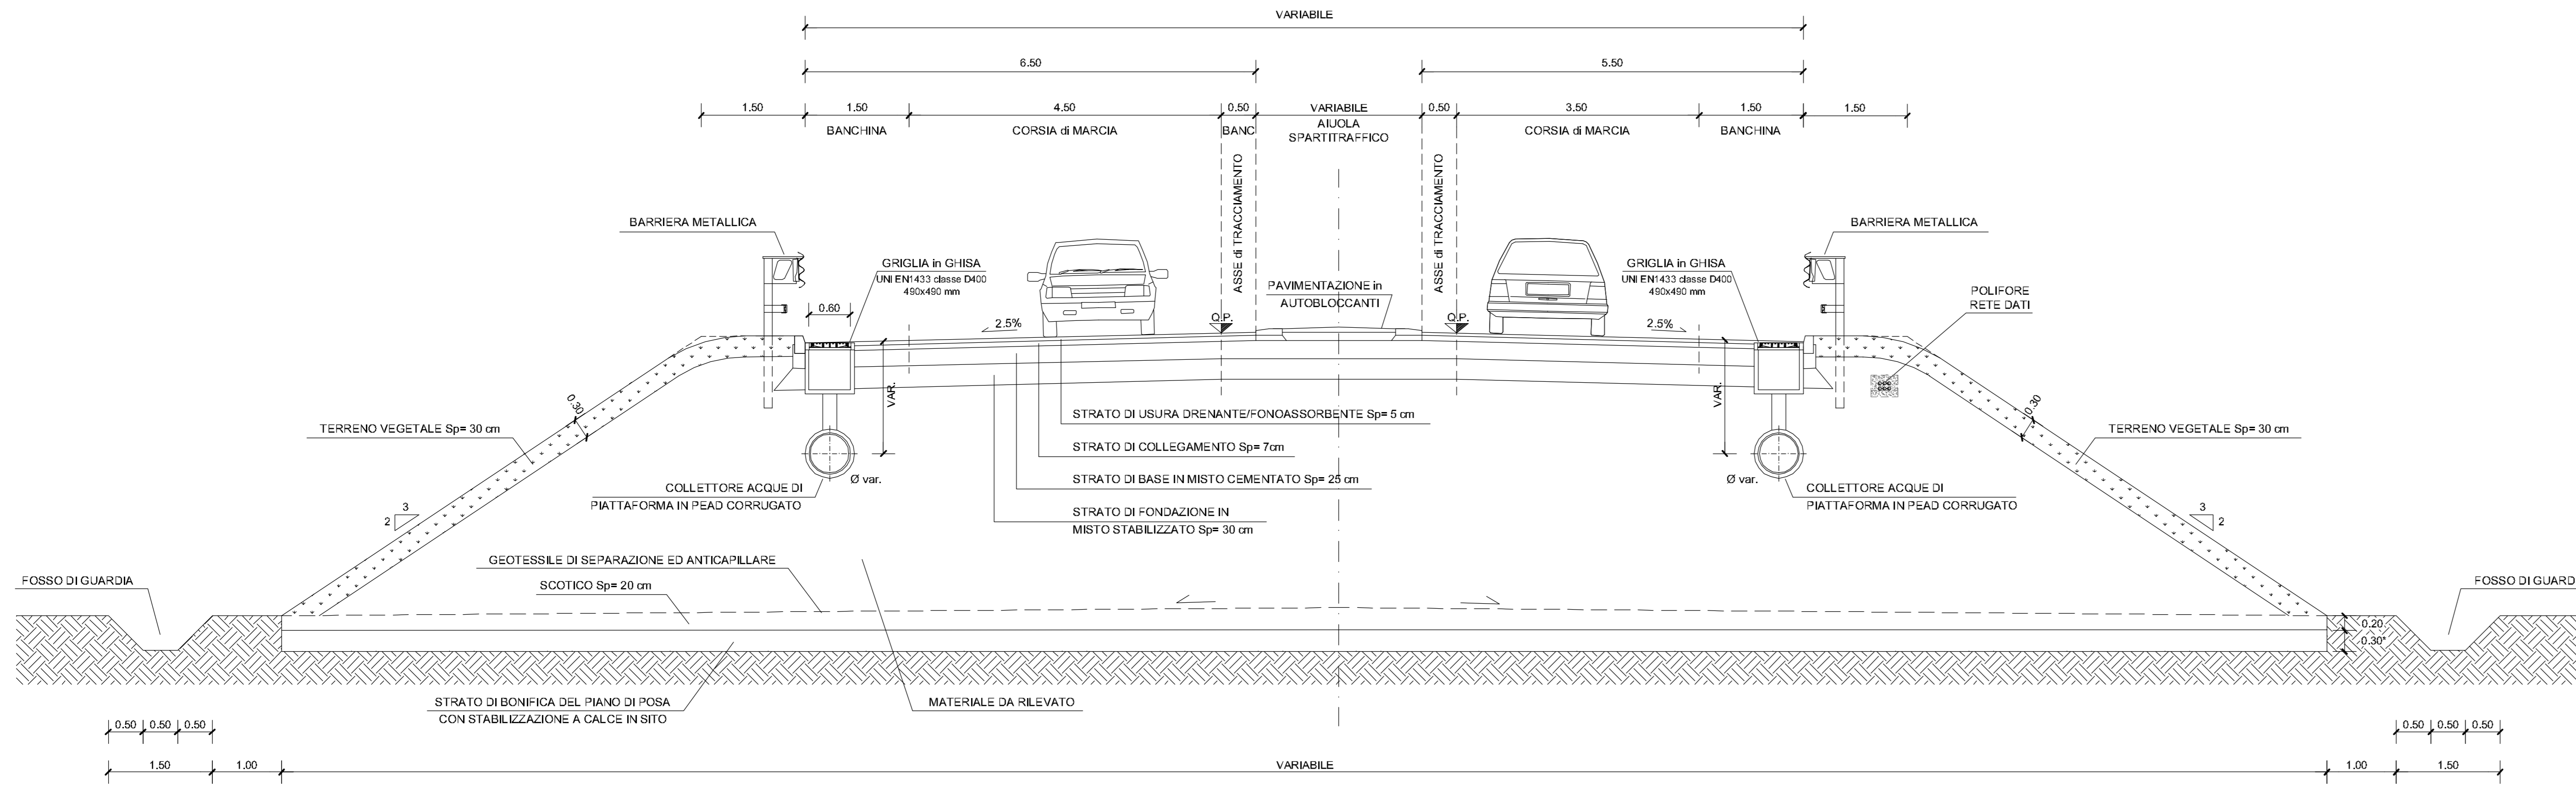 VARIABILE
6.50
5.50
1.50
1.50
4.50
0.50
VARIABILE
0.50
3.50
1.50
1.50
BANCHINA
CORSIA di MARCIA
BANC
AIUOLA
SPARTITRAFFICO
CORSIA di MARCIA
BANCHINA
ASSE di TRACCIAMENTO
ASSE di TRACCIAMENTO
BARRIERA METALLICA
BARRIERA METALLICA
GRIGLIA in GHISA
UNI EN1433 classe D400
490x490 mm
GRIGLIA in GHISA
UNI EN1433 classe D400
490x490 mm
PAVIMENTAZIONE in
AUTOBLOCCANTI
POLIFORE
RETE DATI
0.60
2.5%
Q.P.
Q.P.
2.5%
VAR.
VAR.
0.30
0.30
TERRENO VEGETALE Sp= 30 cm
STRATO DI USURA DRENANTE/FONOASSORBENTE Sp= 5 cm
TERRENO VEGETALE Sp= 30 cm
STRATO DI COLLEGAMENTO Sp= 7cm
Ø var.
STRATO DI BASE IN MISTO CEMENTATO Sp= 25 cm
Ø var.
COLLETTORE ACQUE DI
PIATTAFORMA IN PEAD CORRUGATO
COLLETTORE ACQUE DI
PIATTAFORMA IN PEAD CORRUGATO
STRATO DI FONDAZIONE IN
MISTO STABILIZZATO Sp= 30 cm
3
2
3
2
GEOTESSILE DI SEPARAZIONE ED ANTICAPILLARE
SCOTICO Sp= 20 cm
FOSSO DI GUARDIA
FOSSO DI GUARD
0.20
0.30*
STRATO DI BONIFICA DEL PIANO DI POSA
CON STABILIZZAZIONE A CALCE IN SITO
MATERIALE DA RILEVATO
0.50
0.50
0.50
0.50
0.50
0.50
1.50
1.00
VARIABILE
1.00
1.50